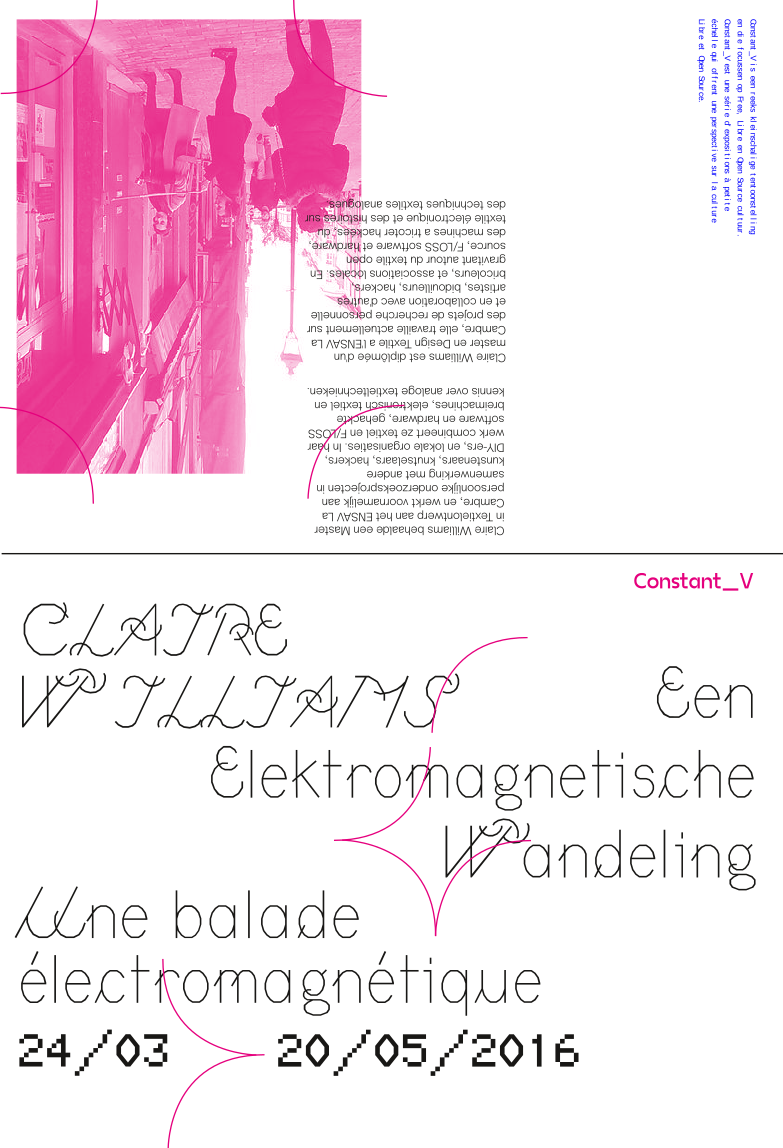 Constant_V is een reeks kleinschalige tentoonstelling
en die focussen op Free, Libre en Open Source cultuur.
Constant_V est une série d'expositions à petite
échelle qui offrent une perspective sur la culture
Libre et Open Source.
Claire Williams behaalde een Master
in Textielontwerp aan het ENSAV La
Cambre, en werkt voornamelijk aan
persoonlijke onderzoeksprojecten in
samenwerking met andere
kunstenaars, knutselaars, hackers,
DIY-ers, en lokale organisaties. In haar
werk combineert ze textiel en F/LOSS
software en hardware, gehackte
breimachines, elektronisch textiel en
kennis over analoge textieltechnieken.
Claire Williams est diplômée d'un
master en Design Textile a l'ENSAV La
Cambre, elle travaille actuellement sur
des projets de recherche personnelle
et en collaboration avec d'autres
artistes, bidouilleurs, hackers,
bricoleurs, et associations locales. En
gravitant autour du textile open
source, F/LOSS software et hardware,
des machines a tricoter hackées, du
textile électronique et des histoires sur
des techniques textiles analogues.
Constant_V
CLAIRE
WILLIAMS
Een
Elektromagnetische
Wandeling
Une balade
électromagnétique
24/03 20/05/2016